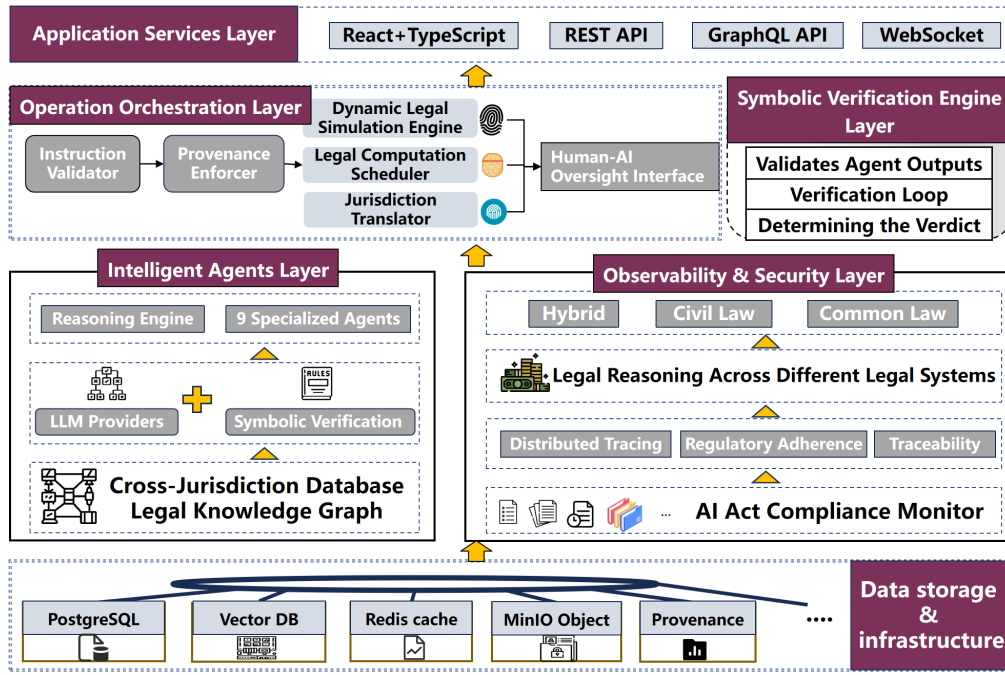 Application Services Layer
React+TypeScript
REST API
GraphQL API
WebSocket
Operation Orchestration Layer
Instruction
Validator
Provenance
Enforcer
Dynamic Legal
Simulation Engine
Legal Computation
Scheduler
Jurisdiction
Translator
Human-AI
Oversight Interface
Symbolic Verification Engine
Layer
Validates Agent Outputs
Verification Loop
Determining the Verdict
Intelligent Agents Layer
Reasoning Engine
9 Specialized Agents
RULES
LLM Providers
Symbolic Verification
Cross-Jurisdiction Database
Legal Knowledge Graph
Observability & Security Layer
Hybrid
Civil Law
Common Law
Legal Reasoning Across Different Legal Systems
Distributed Tracing
Regulatory Adherence
Traceability
... AI Act Compliance Monitor
PostgreSQL
Vector DB
Redis cache
MinIO Object
Provenance
....
Data storage
&
infrastructure